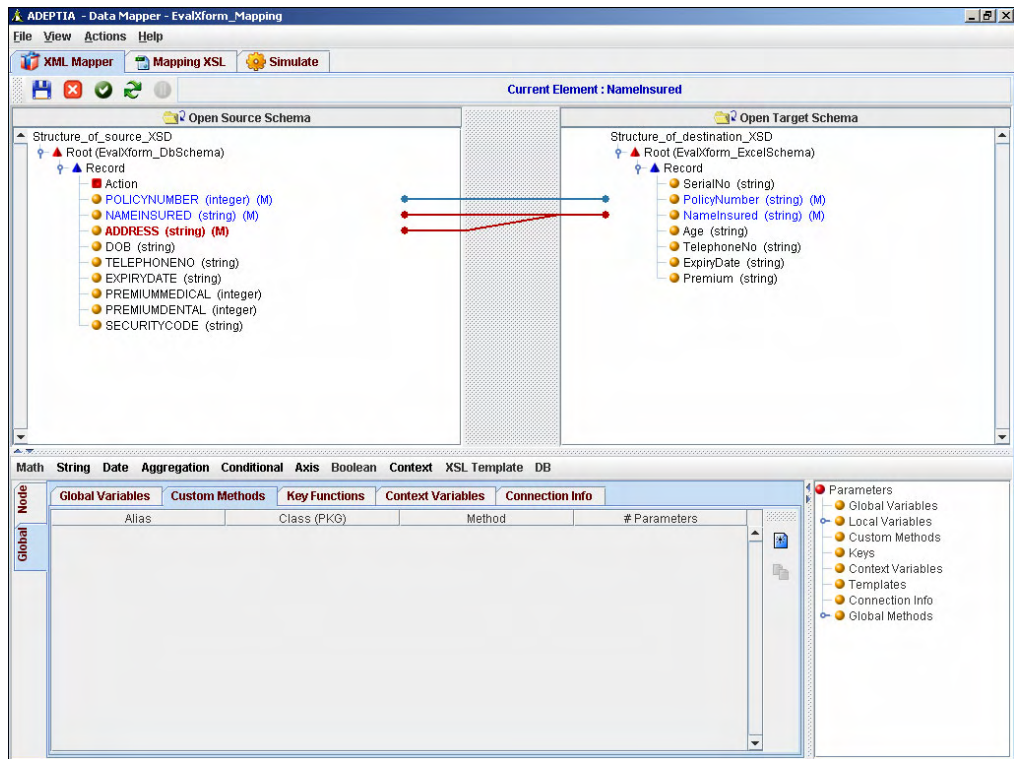 ADEPTIA - Data Mapper - EvalXform_Mapping
File View Actions Help
XML Mapper Mapping XSL Simulate
Current Element : NameInsured
Open Source Schema Open Target Schema
Structure_of_source_XSD Structure_of_destination_XSD
Root (EvalXform_DbSchema) Root (EvalXform_ExcelSchema)
Record Record
Action SerialNo (string)
POLICYNUMBER (integer) (M) PolicyNumber (string) (M)
NAMEINSURED (string) (M) NameInsured (string) (M)
ADDRESS (string) (M) Age (string)
DOB (string) TelephoneNo (string)
TELEPHONENO (string) ExpiryDate (string)
EXPIRYDATE (string) Premium (string)
PREMIUMMEDICAL (integer)
PREMIUMDENTAL (integer)
SECURITYCODE (string)
Math String Date Aggregation Conditional Axis Boolean Context XSL Template DB
Node
Global
Global Variables Custom Methods Key Functions Context Variables Connection Info
Alias Class (PKG) Method # Parameters
Parameters
Global Variables
Local Variables
Custom Methods
Keys
Context Variables
Templates
Connection Info
Global Methods